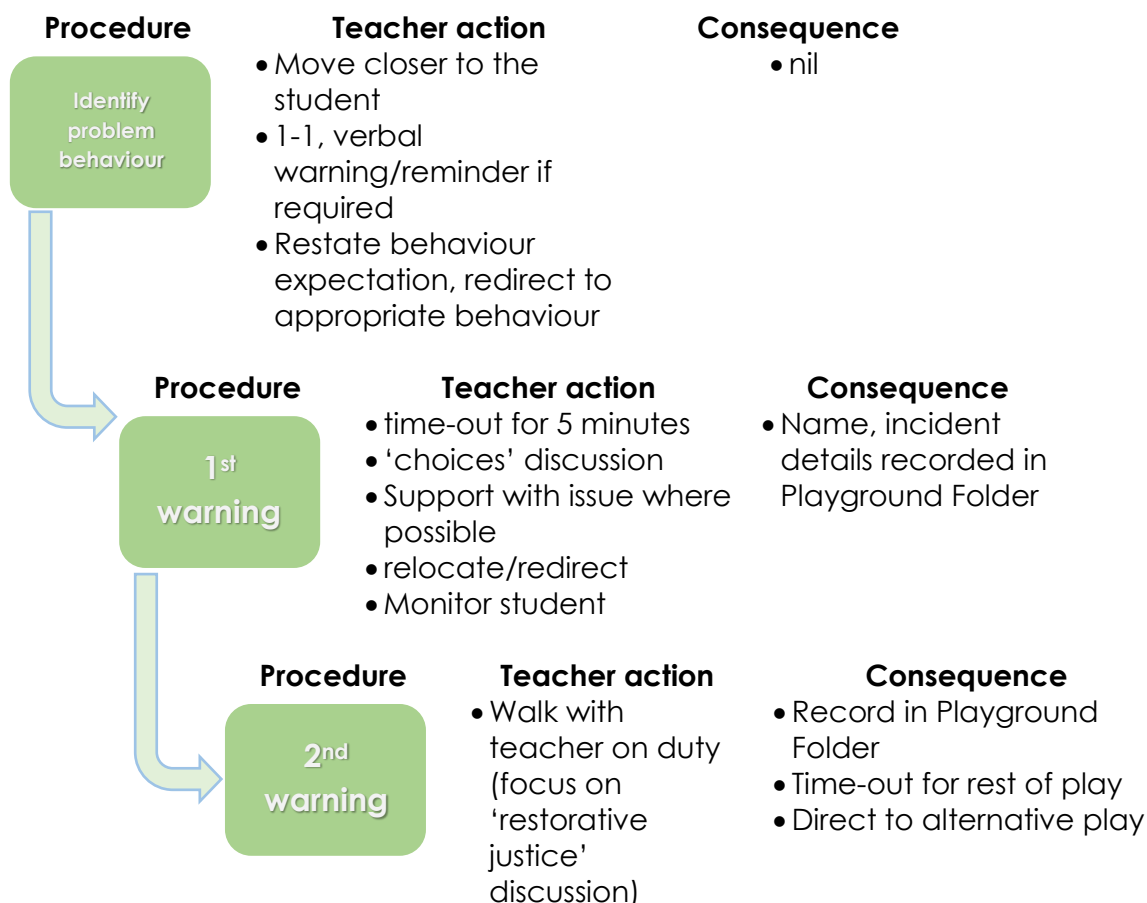 Procedure
Teacher action
Consequence
Identify
problem
behaviour
• Move closer to the
student
• 1-1, verbal
warning/reminder if
required
• Restate behaviour
expectation, redirect to
appropriate behaviour
• nil
Procedure
Teacher action
Consequence
1st
warning
• time-out for 5 minutes
• ‘choices’ discussion
• Support with issue where
possible
• relocate/redirect
• Monitor student
• Name, incident
details recorded in
Playground Folder
Procedure
Teacher action
Consequence
2nd
warning
• Walk with
teacher on duty
(focus on
‘restorative
justice’
discussion)
• Record in Playground
Folder
• Time-out for rest of play
• Direct to alternative play